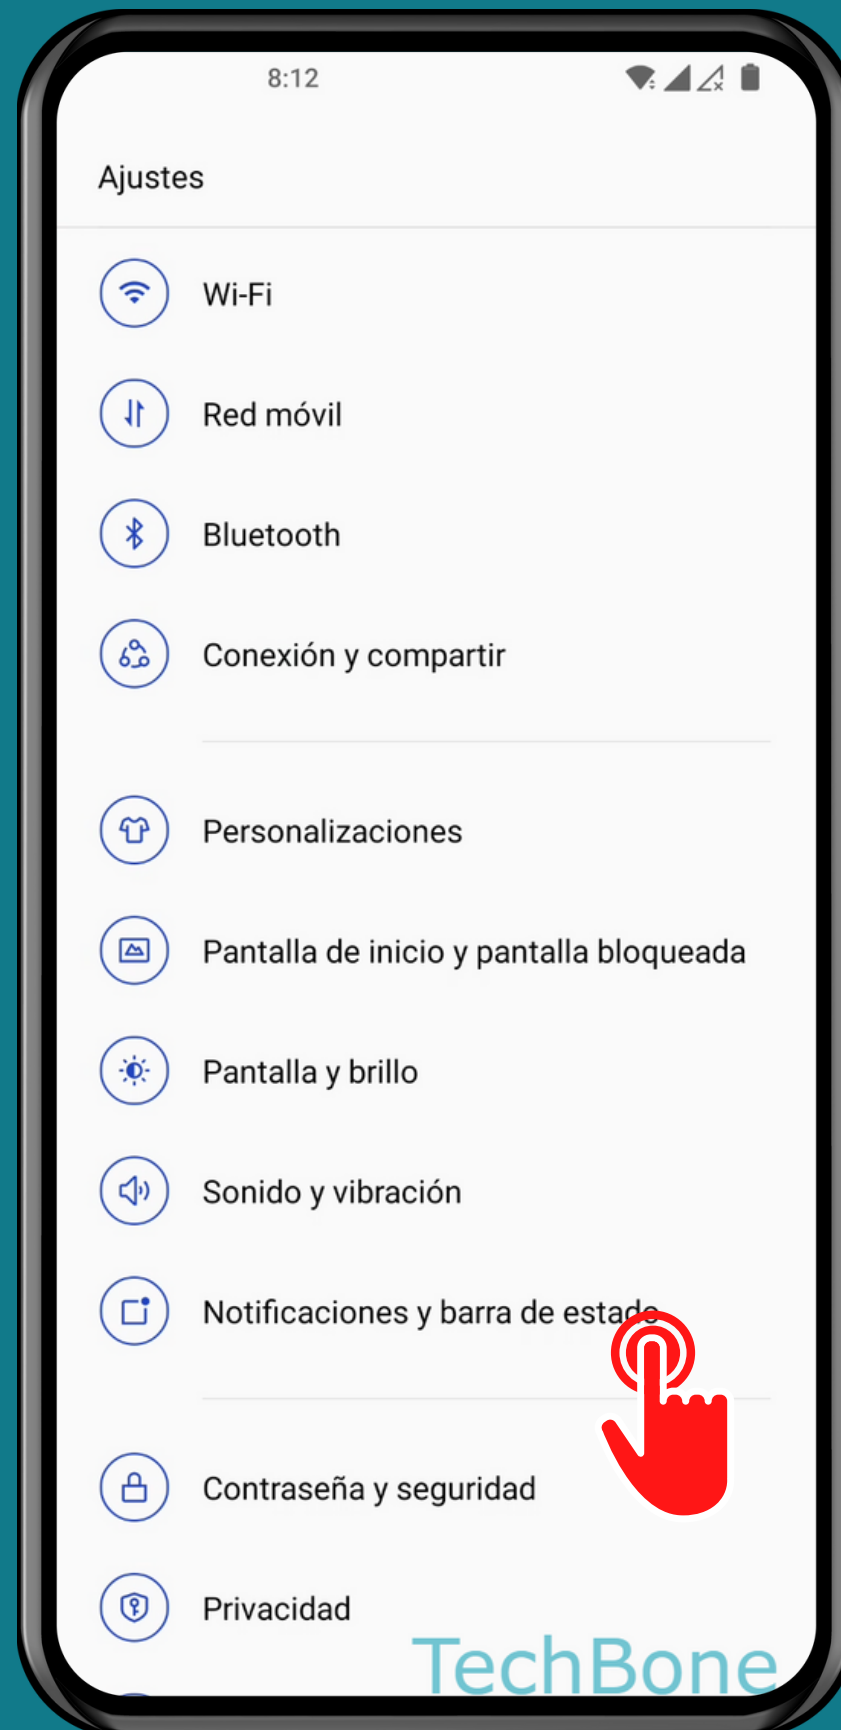 8:12
Ajustes
Wi-Fi
Red móvil
Bluetooth
Conexión y compartir
Personalizaciones
Pantalla de inicio y pantalla bloqueada
Pantalla y brillo
Sonido y vibración
Notificaciones y barra de estado
Contraseña y seguridad
Privacidad
TechBone